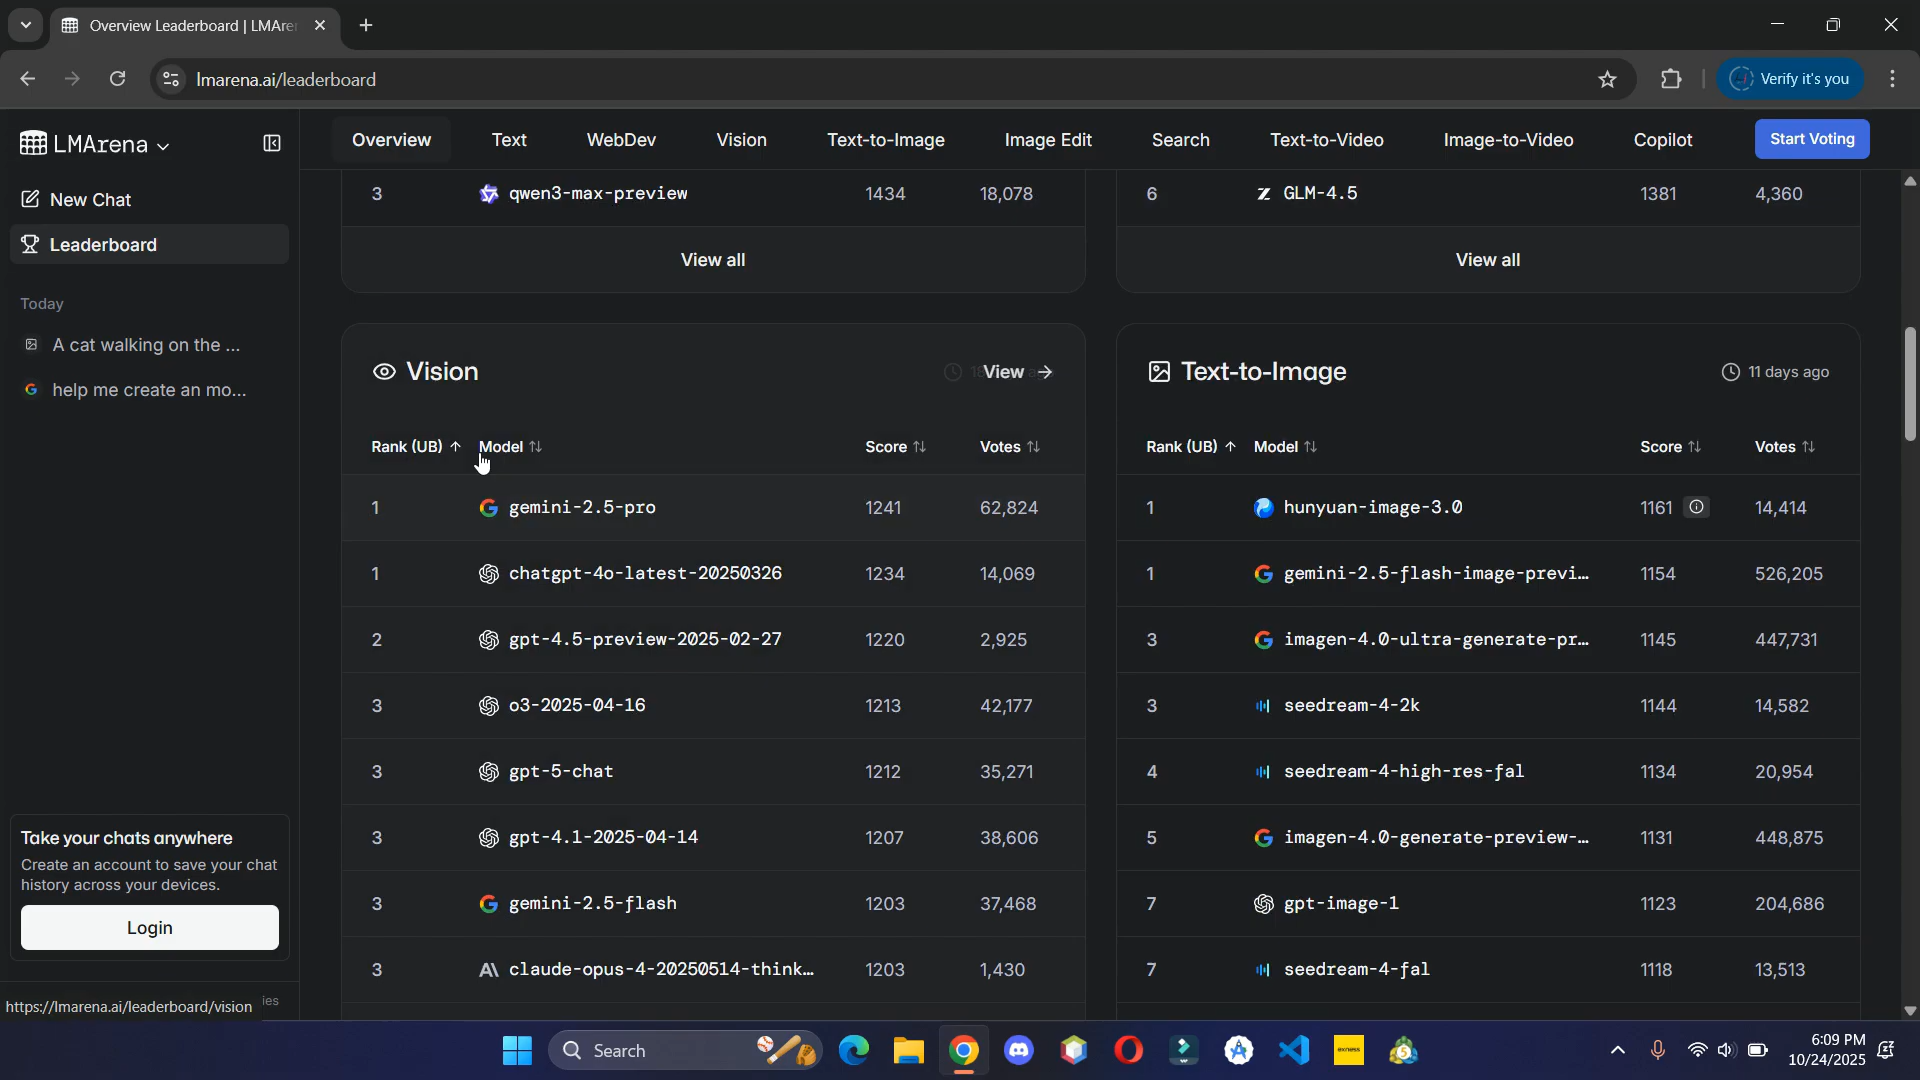 Overview Leaderboard | LMAre
lmarena.ai/leaderboard
Verify it's you
LMArena
New Chat
Leaderboard
Today
A cat walking on the ...
help me create an mo...
Take your chats anywhere
Create an account to save your chat
history across your devices.
Login
https://lmarena.ai/leaderboard/vision
ies
Overview Text WebDev Vision Text-to-Image Image Edit Search Text-to-Video Image-to-Video Copilot Start Voting
3 qwen3-max-preview 1434 18,078
View all
6 GLM-4.5 1381 4,360
View all
Vision View
Rank (UB) Model Score Votes
1 gemini-2.5-pro 1241 62,824
1 chatgpt-4o-latest-20250326 1234 14,069
2 gpt-4.5-preview-2025-02-27 1220 2,925
3 o3-2025-04-16 1213 42,177
3 gpt-5-chat 1212 35,271
3 gpt-4.1-2025-04-14 1207 38,606
3 gemini-2.5-flash 1203 37,468
3 claude-opus-4-20250514-think... 1203 1,430
Text-to-Image 11 days ago
Rank (UB) Model Score Votes
1 hunyuan-image-3.0 1161 14,414
1 gemini-2.5-flash-image-previ... 1154 526,205
3 imagen-4.0-ultra-generate-pr... 1145 447,731
3 seedream-4-2k 1144 14,582
4 seedream-4-high-res-fal 1134 20,954
5 imagen-4.0-generate-preview-... 1131 448,875
7 gpt-image-1 1123 204,686
7 seedream-4-fal 1118 13,513
Search
6:09 PM
10/24/2025